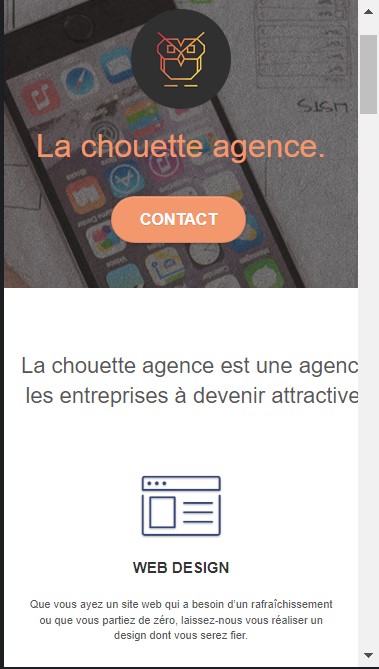 La chouette agence.
CONTACT
La chouette agence est une agenc
les entreprises à devenir attractive
WEB DESIGN
Que vous ayez un site web qui a besoin d'un rafraîchissement
ou que vous partiez de zéro, laissez-nous vous réaliser un
design dont vous serez fier.